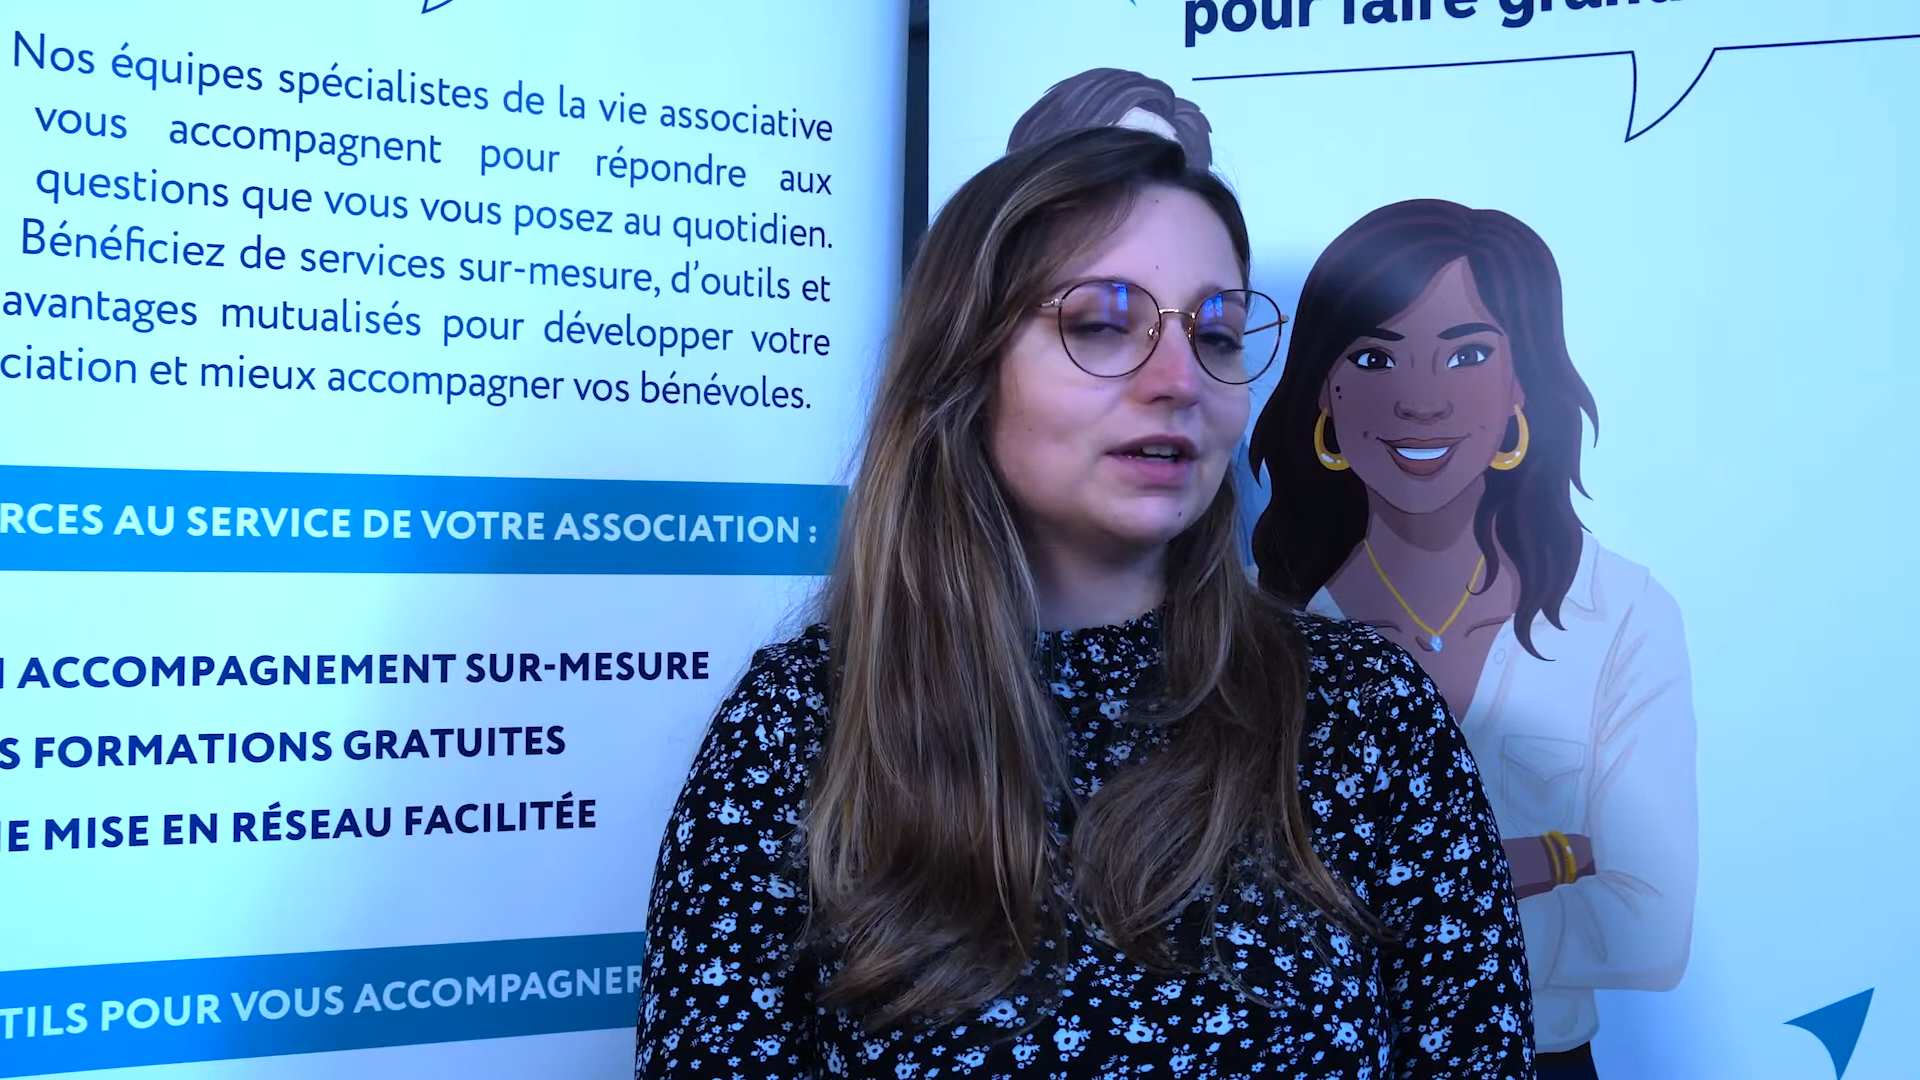 Nos équipes spécialistes de la vie associative
vous accompagnent pour répondre aux
questions que vous vous posez au quotidien.
Bénéficiez de services sur-mesure, d'outils et
avantages mutualisés pour développer votre
ciation et mieux accompagner vos bénévoles.
RCES AU SERVICE DE VOTRE ASSOCIATION :
ACCOMPAGNEMENT SUR-MESURE
S FORMATIONS GRATUITES
E MISE EN RÉSEAU FACILITÉE
TILS POUR VOUS ACCOMPAGNER
pour faire grand